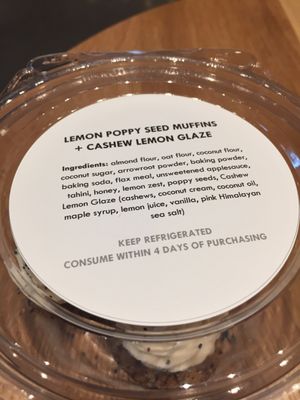 LEMON POPPY SEED MUFFINS
+ CASHEW LEMON GLAZE
Ingredients: almond flour, oat flour, coconut flour,
coconut sugar, arrowroot powder, baking powder,
baking soda, flax meal, unsweetened applesauce,
tahini, honey, lemon zest, poppy seeds, Cashew
Lemon Glaze (cashews, coconut cream, coconut oil,
maple syrup, lemon juice, vanilla, pink Himalayan
sea salt)
KEEP REFRIGERATED
CONSUME WITHIN 4 DAYS OF PURCHASING